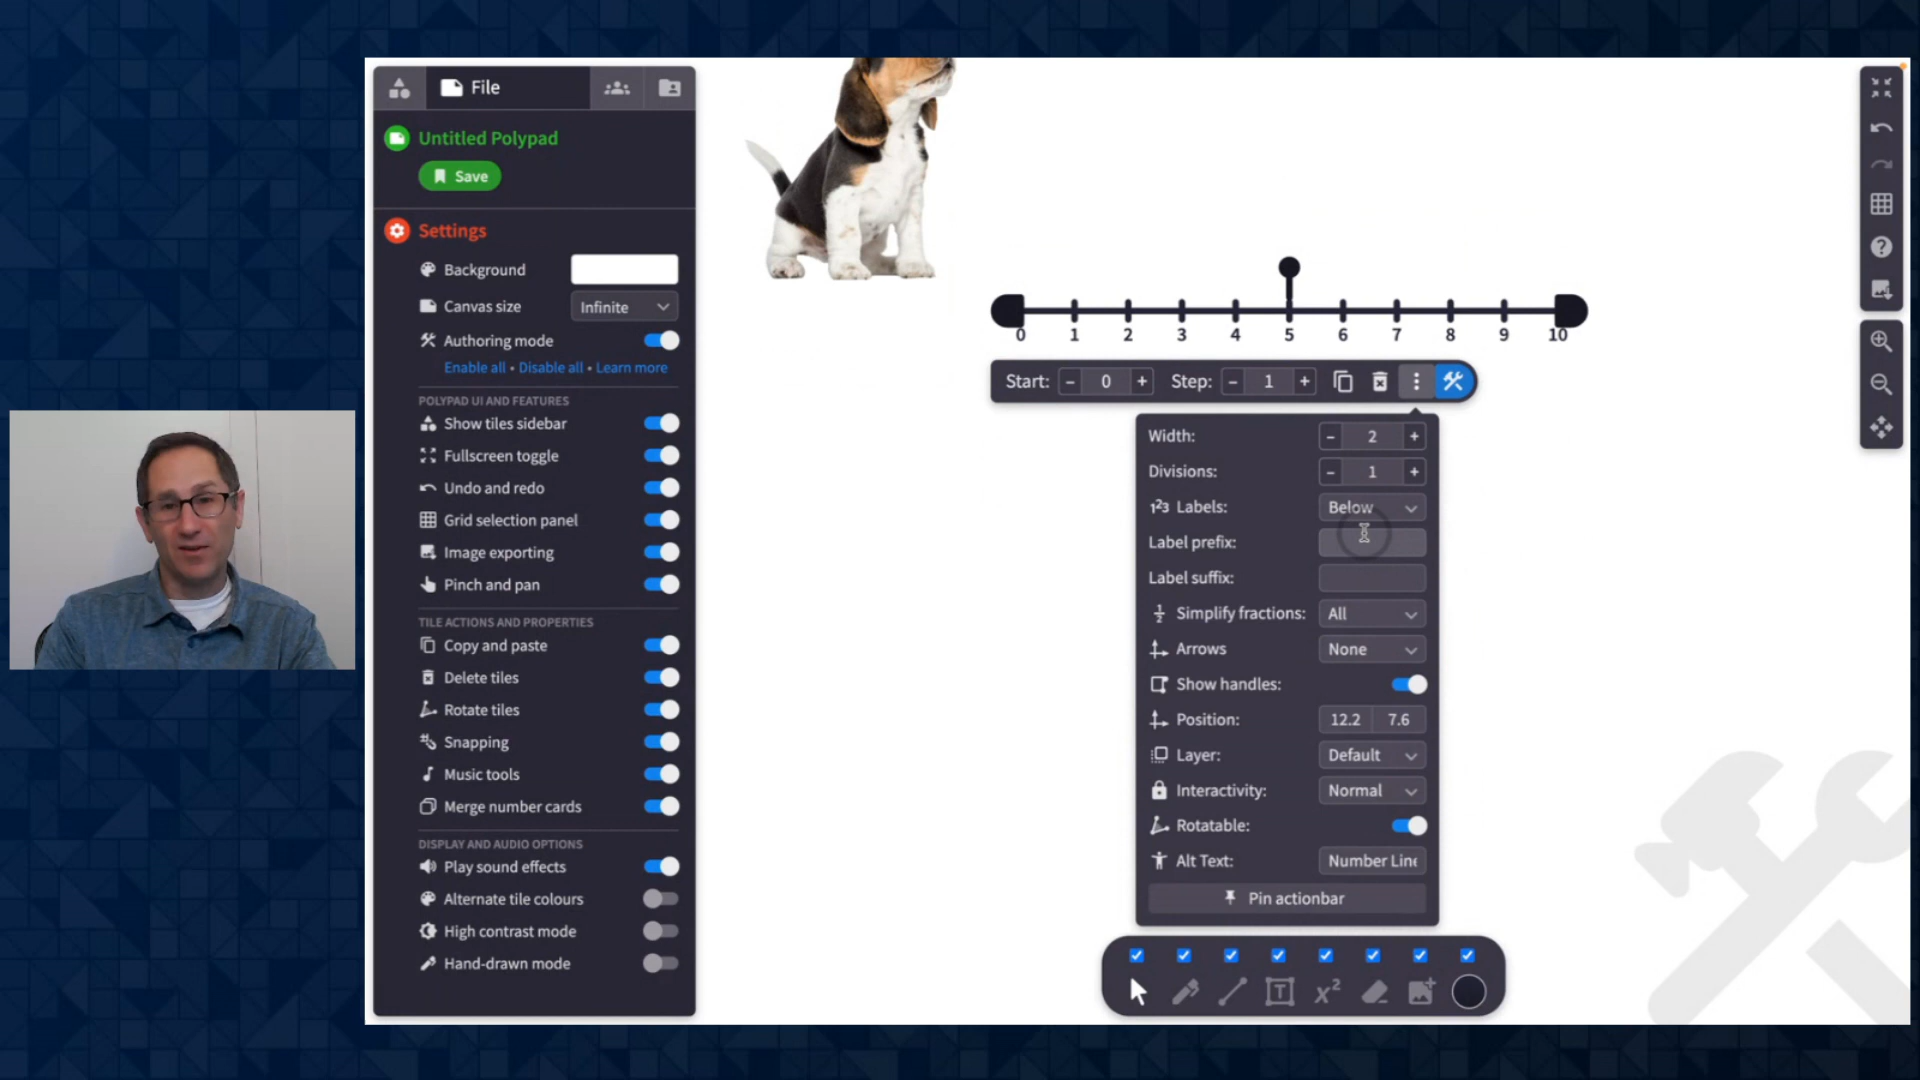 File
Untitled Polypad
Save
Settings
Background
Canvas size Infinite
Authoring mode
Enable all • Disable all • Learn more
POLYPAD UI AND FEATURES
Show tiles sidebar
Fullscreen toggle
Undo and redo
Grid selection panel
Image exporting
Pinch and pan
TILE ACTIONS AND PROPERTIES
Copy and paste
Delete tiles
Rotate tiles
Snapping
Music tools
Merge number cards
DISPLAY AND AUDIO OPTIONS
Play sound effects
Alternate tile colours
High contrast mode
Hand-drawn mode
0 1 2 3 4 5 6 7 8 9 10
Start: - 0 + Step: - 1 +
Width: - 2 +
Divisions: - 1 +
1²3 Labels: Below
Label prefix:
Label suffix:
1/2 Simplify fractions: All
Arrows None
Show handles:
Position: 12.2 7.6
Layer: Default
Interactivity: Normal
Rotatable:
Alt Text: Number Line
Pin actionbar
T x²
?